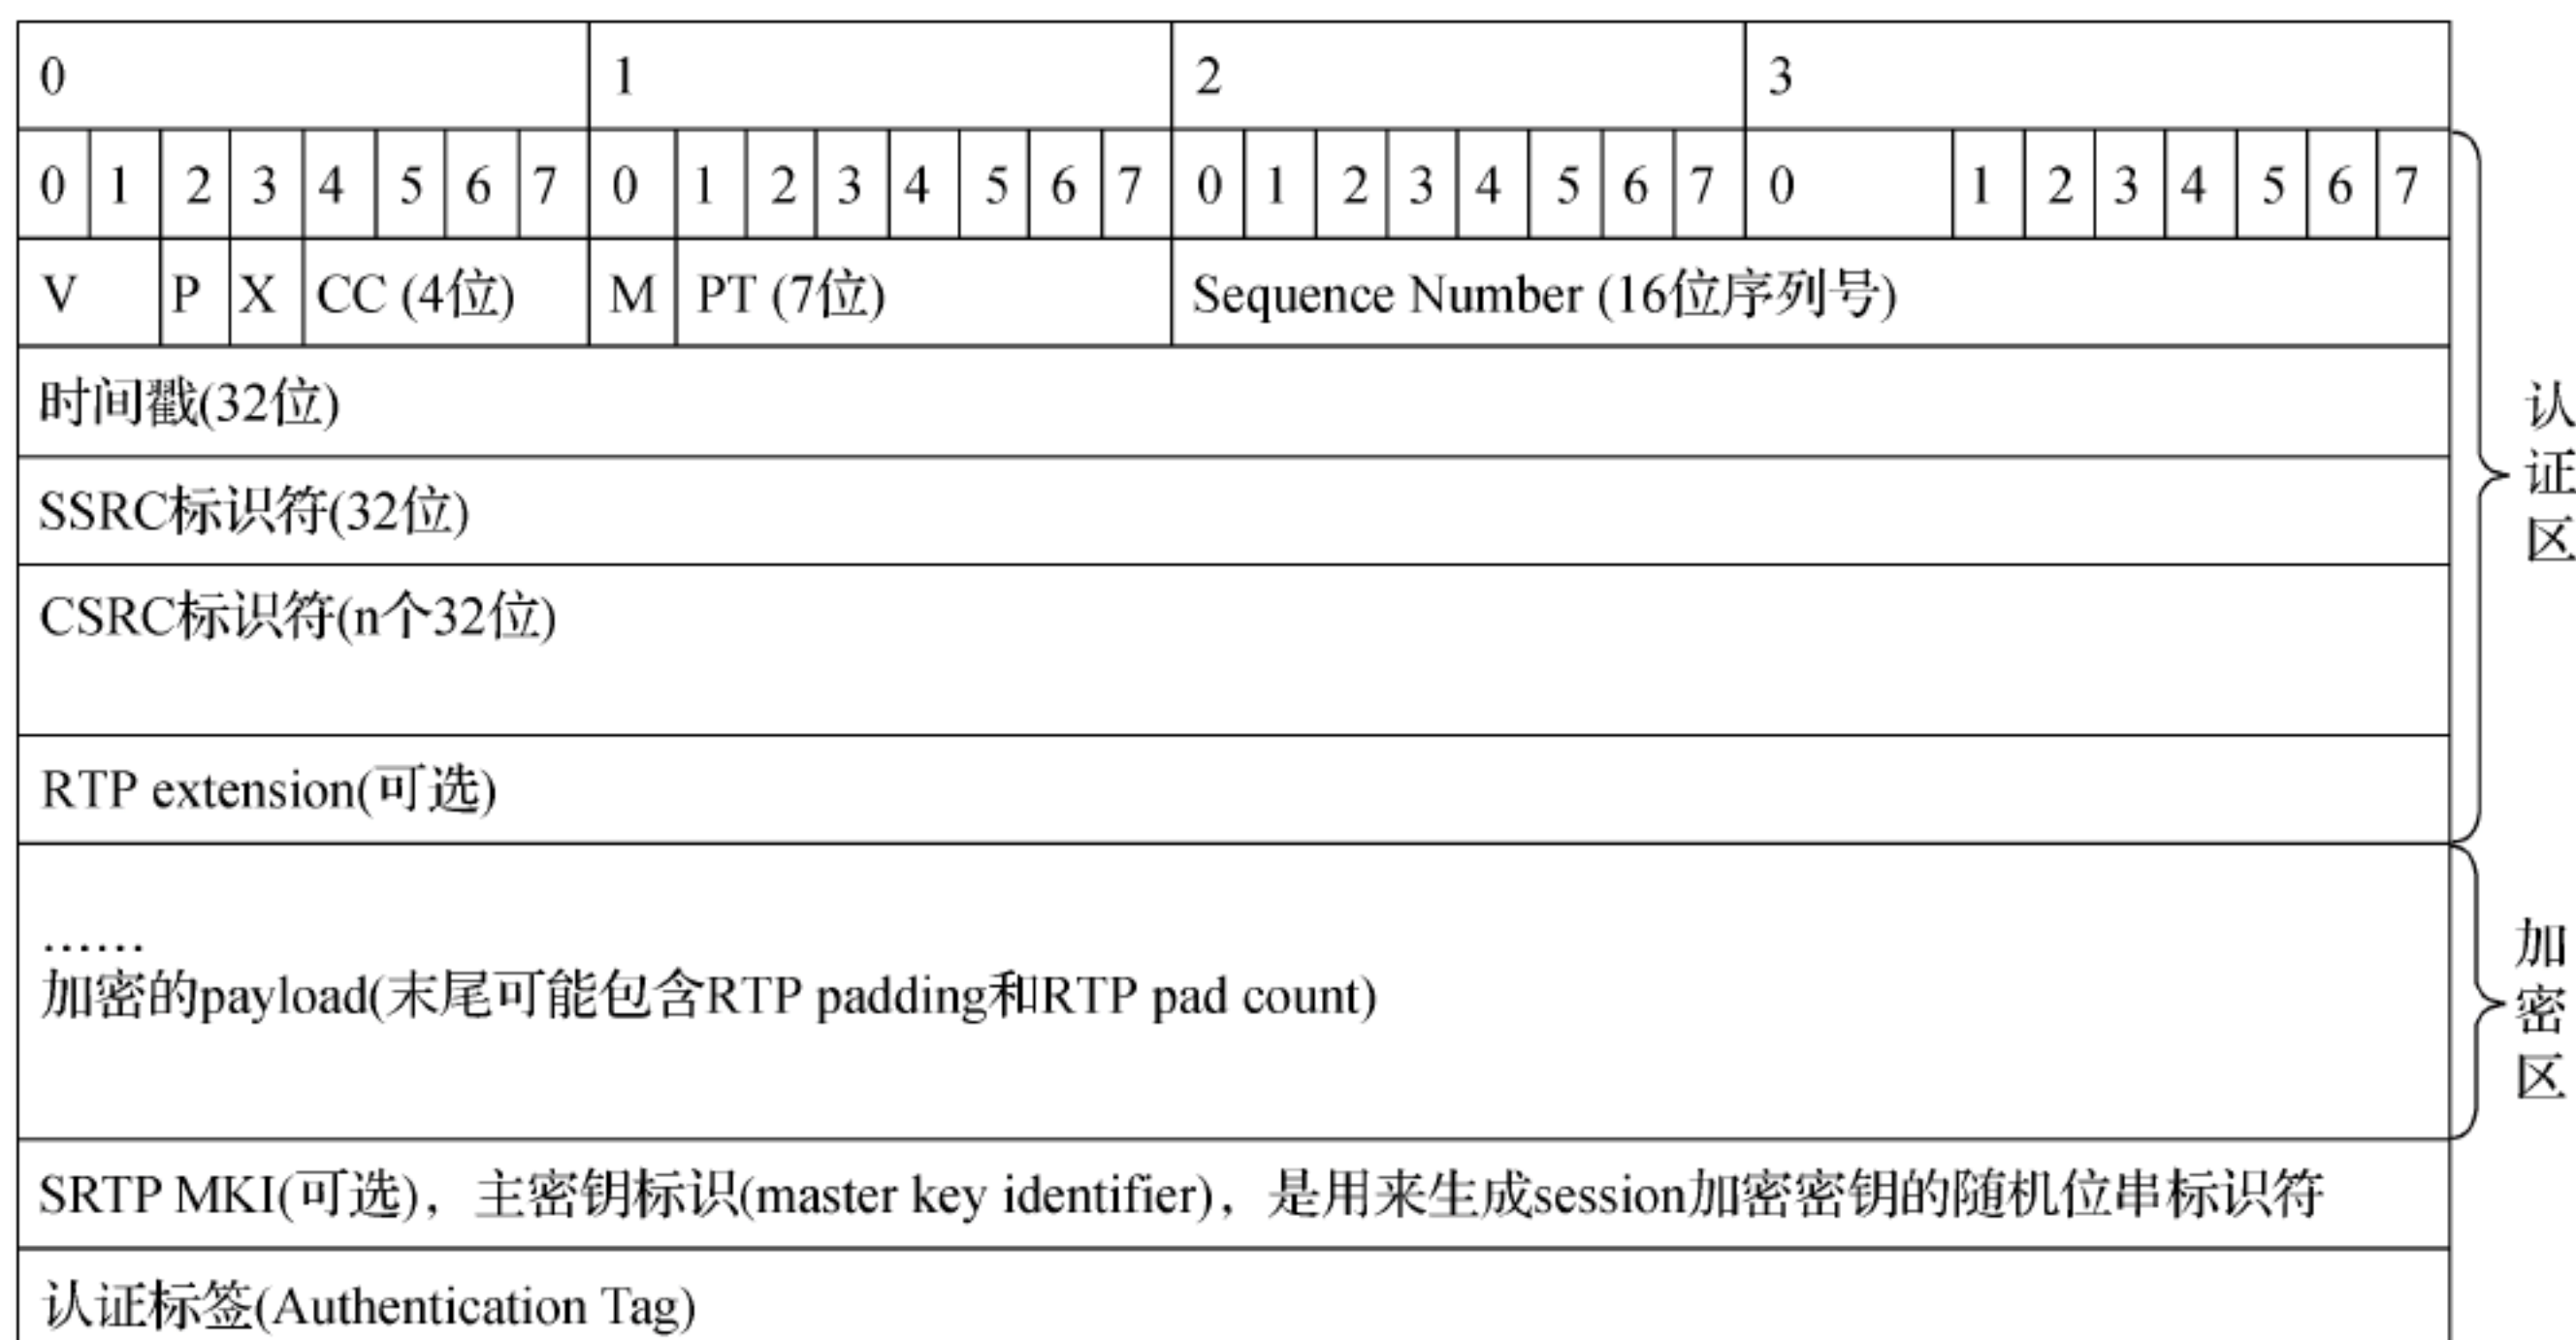 0 1 2 3
0 1 2 3 4 5 6 7 0 1 2 3 4 5 6 7 0 1 2 3 4 5 6 7 0 1 2 3 4 5 6 7
V P X CC (4位) M PT (7位) Sequence Number (16位序列号)
时间戳(32位)
SSRC标识符(32位)
CSRC标识符(n个32位)
RTP extension(可选)
认证区
……
加密的payload(末尾可能包含RTP padding和RTP pad count)
加密区
SRTP MKI(可选)，主密钥标识(master key identifier)，是用来生成session加密密钥的随机位串标识符
认证标签(Authentication Tag)